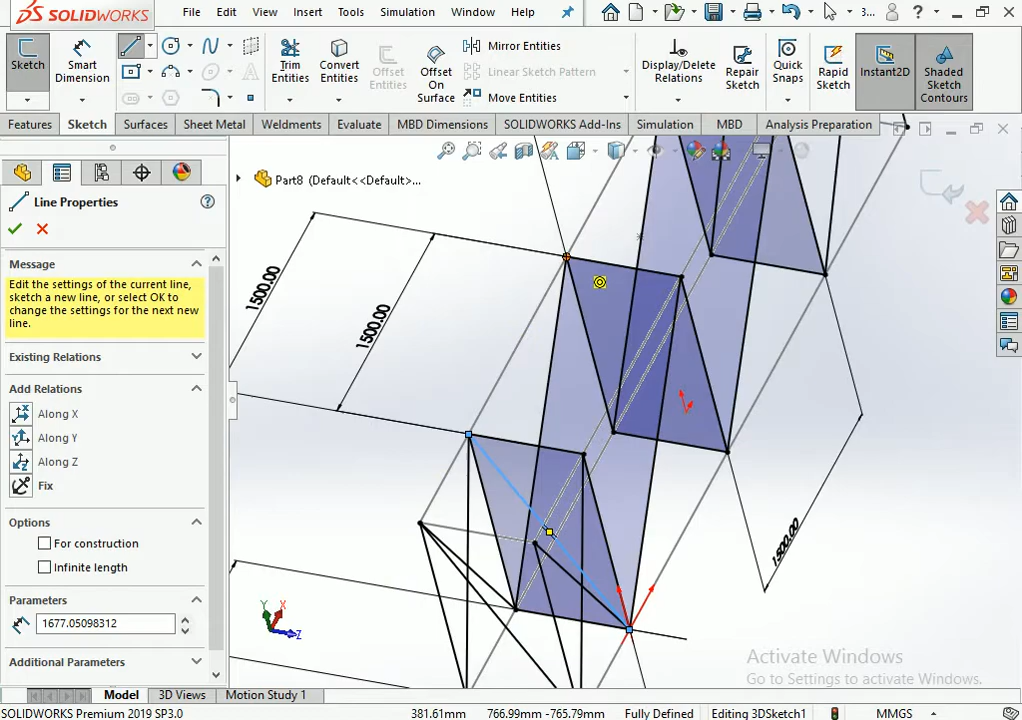 SOLIDWORKS File Edit View Insert Tools Simulation Window Help 3... ?
Sketch Smart Dimension Trim Entities Convert Entities Offset Entities Offset On Surface Mirror Entities Linear Sketch Pattern Move Entities Display/Delete Relations Repair Sketch Quick Snaps Rapid Sketch Instant2D Shaded Sketch Contours
Features Sketch Surfaces Sheet Metal Weldments Evaluate MBD Dimensions SOLIDWORKS Add-Ins Simulation MBD Analysis Preparation
Part8 (Default<<Default>...
Line Properties
Message
Edit the settings of the current line,
sketch a new line, or select OK to
change the settings for the next new
line.
Existing Relations
Add Relations
Along X
Along Y
Along Z
Fix
Options
For construction
Infinite length
Parameters
1677.05098312
Additional Parameters
1500.00
1500.00
1500.00
Y X Z
Activate Windows
Go to Settings to activate Windows.
Model 3D Views Motion Study 1
SOLIDWORKS Premium 2019 SP3.0 381.61mm 766.99mm -765.79mm Fully Defined Editing 3DSketch1 MMGS